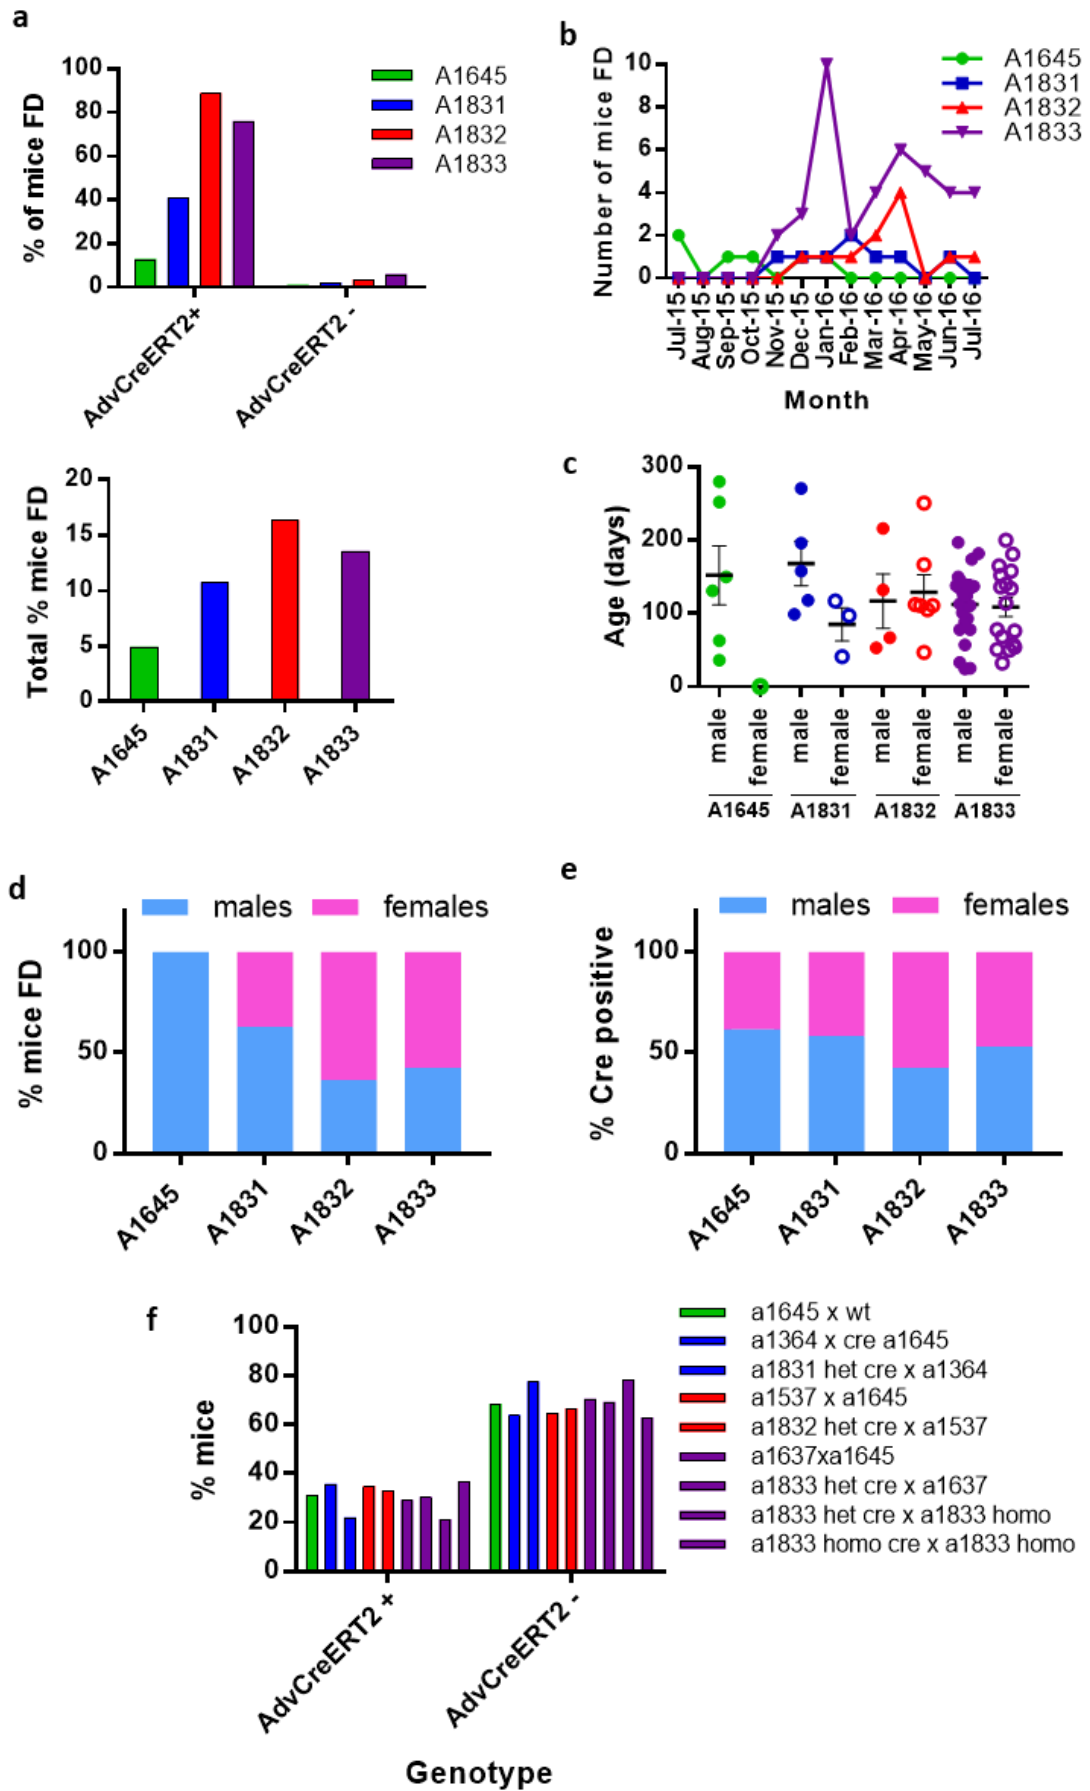 a
% of mice FD
100
80
60
40
20
0
A1645
A1831
A1832
A1833
AdvCreERT2+
AdvCreERT2 -
b
Number of mice FD
10
8
6
4
2
0
A1645
A1831
A1832
A1833
Jul-15
Aug-15
Sep-15
Oct-15
Nov-15
Dec-15
Jan-16
Feb-16
Mar-16
Apr-16
May-16
Jun-16
Jul-16
Month
Total % mice FD
20
15
10
5
0
A1645
A1831
A1832
A1833
c
Age (days)
300
200
100
0
male
female
male
female
male
female
male
female
A1645
A1831
A1832
A1833
d
males
females
% mice FD
100
50
0
A1645
A1831
A1832
A1833
e
males
females
% Cre positive
100
50
0
A1645
A1831
A1832
A1833
f
% mice
100
80
60
40
20
0
a1645 x wt
a1364 x cre a1645
a1831 het cre x a1364
a1537 x a1645
a1832 het cre x a1537
a1637xa1645
a1833 het cre x a1637
a1833 het cre x a1833 homo
a1833 homo cre x a1833 homo
AdvCreERT2 +
AdvCreERT2 -
Genotype